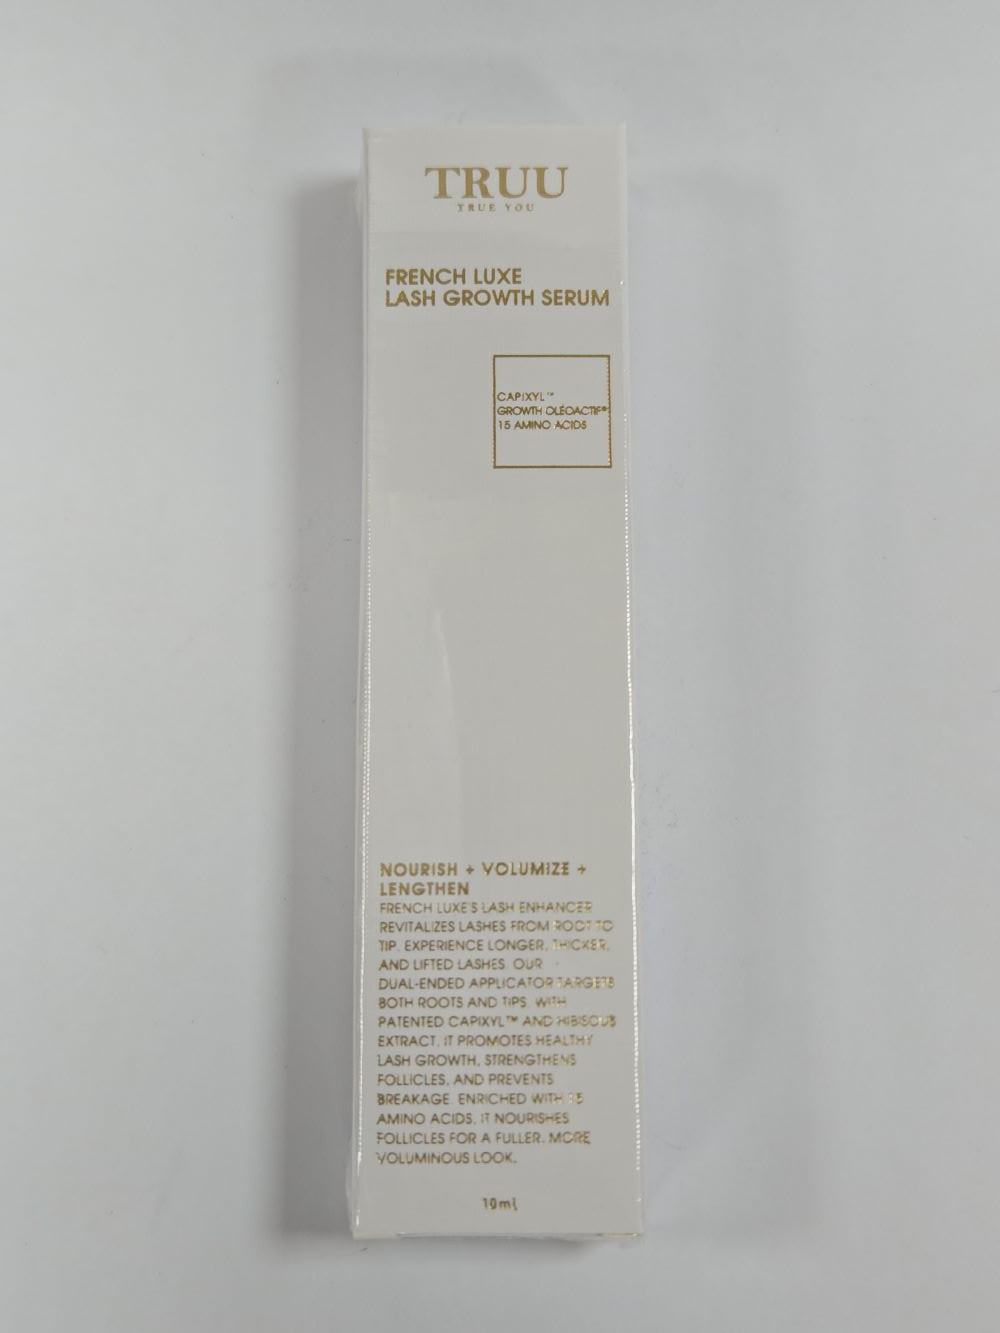 TRUU
TRUE YOU
FRENCH LUXE
LASH GROWTH SERUM
CAPIXYL™
GROWTH OLÉOACTIF®
15 AMINO ACIDS
NOURISH + VOLUMIZE +
LENGTHEN
FRENCH LUXE'S LASH ENHANCER
REVITALIZES LASHES FROM ROOT TO
TIP. EXPERIENCE LONGER, THICKER,
AND LIFTED LASHES. OUR
DUAL-ENDED APPLICATOR TARGETS
BOTH ROOTS AND TIPS. WITH
PATENTED CAPIXYL™ AND HIBISCUS
EXTRACT, IT PROMOTES HEALTHY
LASH GROWTH, STRENGTHENS
FOLLICLES, AND PREVENTS
BREAKAGE. ENRICHED WITH 15
AMINO ACIDS, IT NOURISHES
FOLLICLES FOR A FULLER, MORE
VOLUMINOUS LOOK.
10ml